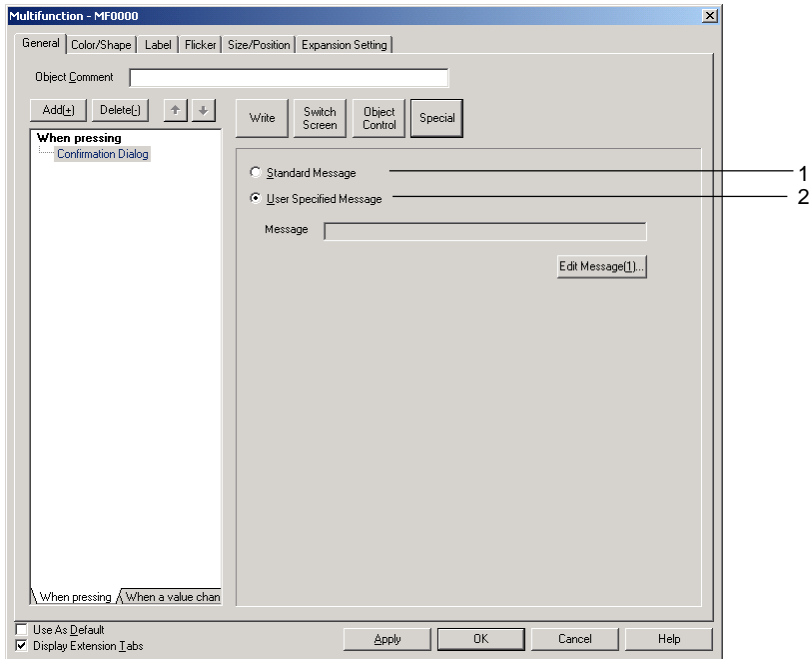 Multifunction - MF0000
General Color/Shape Label Flicker Size/Position Expansion Setting
Object Comment
Add(+) Delete(-)
Write
Switch Screen
Object Control
Special
When pressing
Confirmation Dialog
Standard Message
1
User Specified Message
2
Message
Edit Message(1)...
When pressing When a value chan
Use As Default
Display Extension Tabs
Apply OK Cancel Help